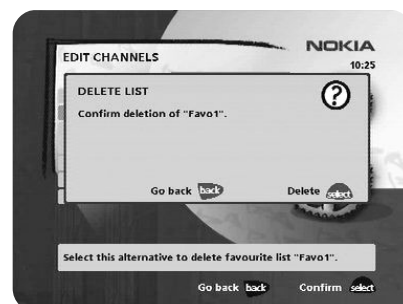 NOKIA
EDIT CHANNELS
10:25
DELETE LIST
?
Confirm deletion of "Favo1".
Go back back Delete select
Select this alternative to delete favourite list "Favo1".
Go back back Confirm select